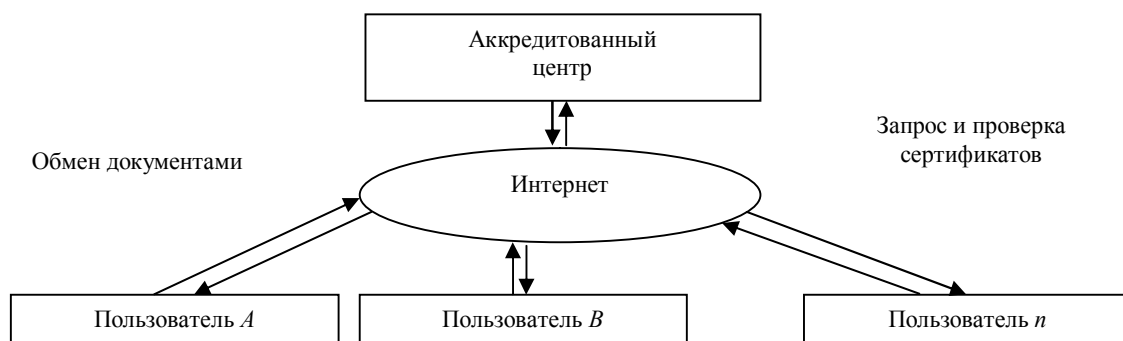 Аккредитованный
центр
Запрос и проверка
сертификатов
Обмен документами
Интернет
Пользователь A
Пользователь B
Пользователь n